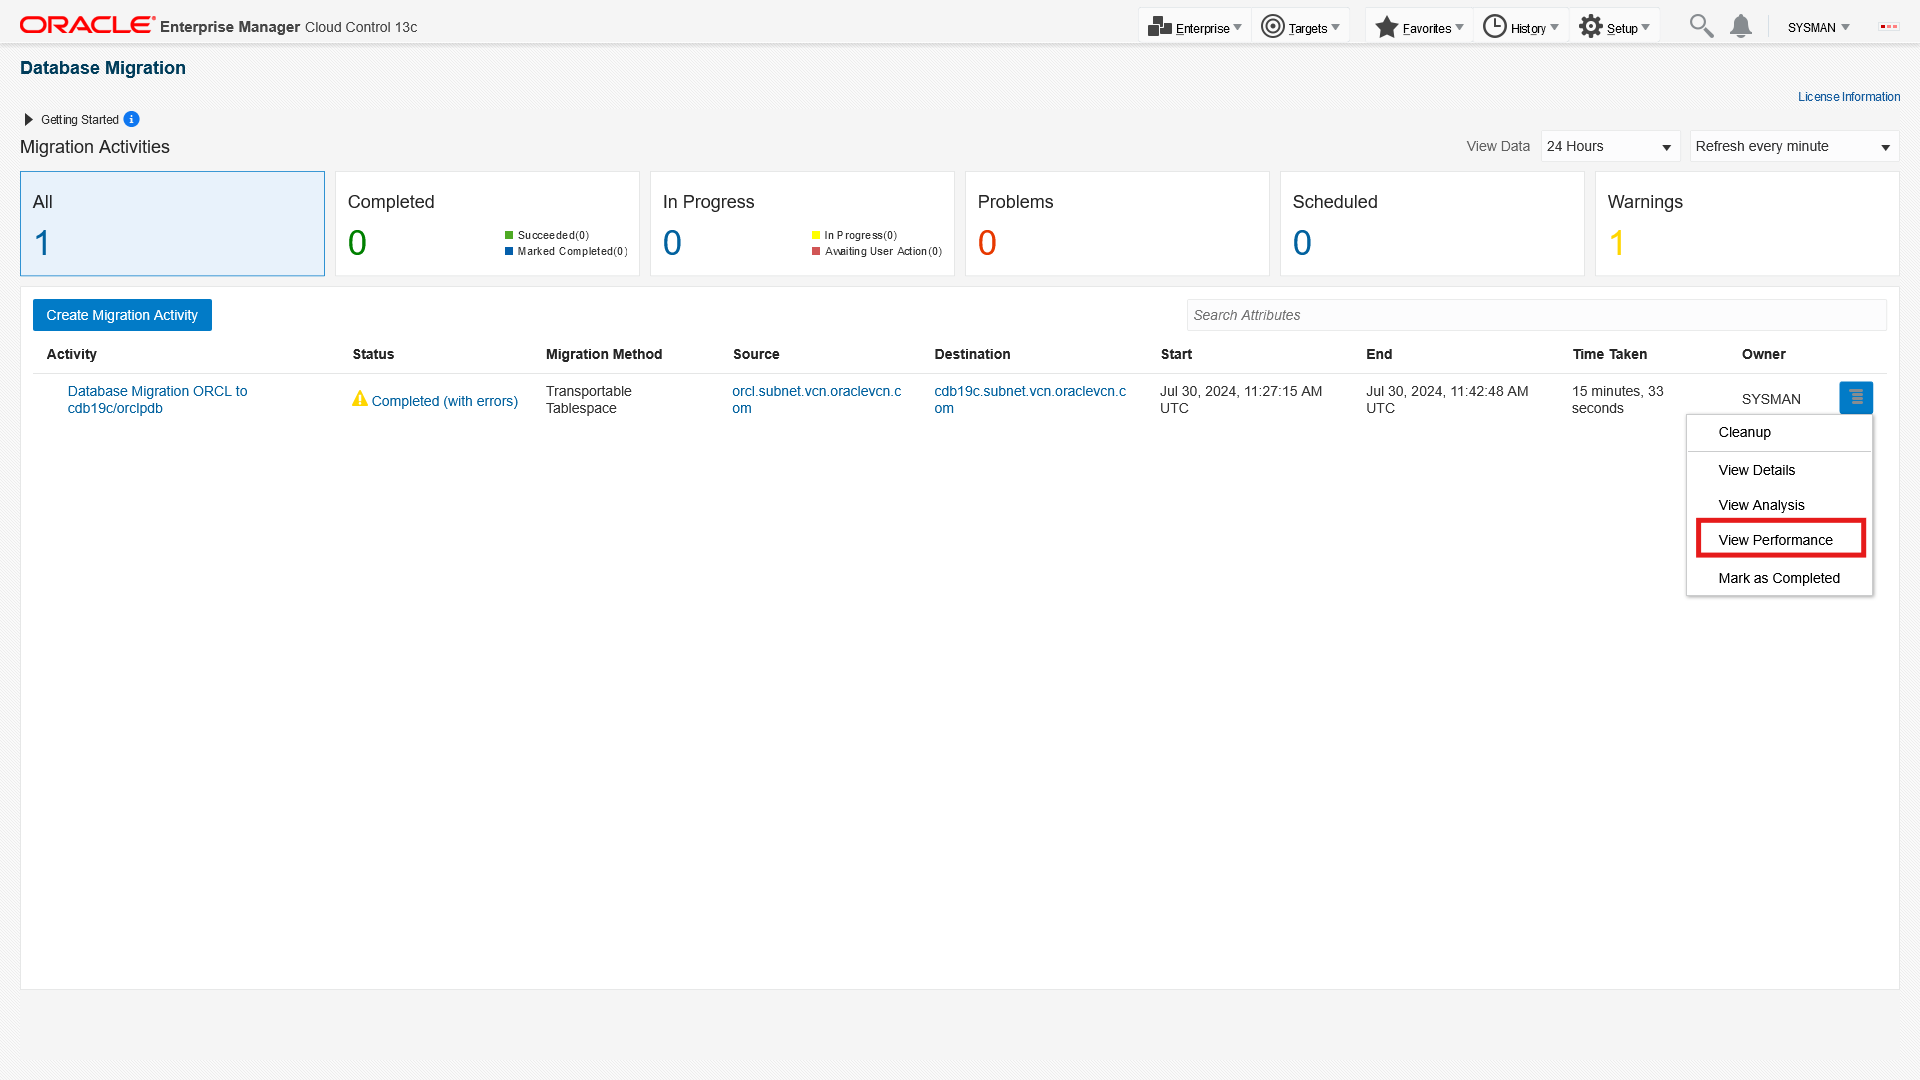 ORACLE Enterprise Manager Cloud Control 13c
Enterprise
Targets
Favorites
History
Setup
SYSMAN
Database Migration
License Information
Getting Started
Migration Activities
View Data
24 Hours
Refresh every minute
All
1
Completed
0
Succeeded(0)
Marked Completed(0)
In Progress
0
In Progress(0)
Awaiting User Action(0)
Problems
0
Scheduled
0
Warnings
1
Create Migration Activity
Search Attributes
Activity Status Migration Method Source Destination Start End Time Taken Owner
Database Migration ORCL to
cdb19c/orclpdb
Completed (with errors)
Transportable
Tablespace
orcl.subnet.vcn.oraclevcn.c
om
cdb19c.subnet.vcn.oraclevcn.c
om
Jul 30, 2024, 11:27:15 AM
UTC
Jul 30, 2024, 11:42:48 AM
UTC
15 minutes, 33
seconds
SYSMAN
Cleanup
View Details
View Analysis
View Performance
Mark as Completed